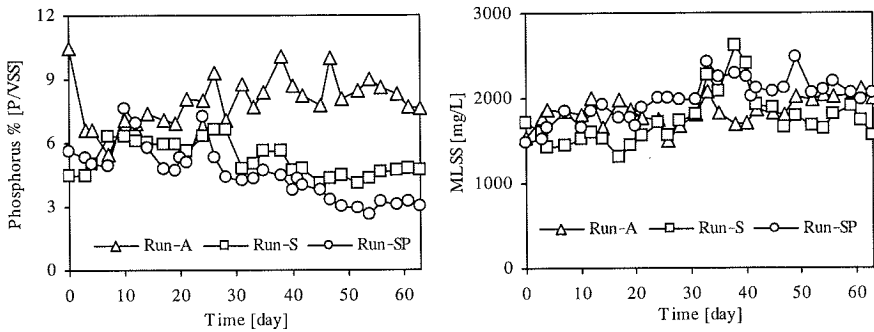 Phosphorus % [P/VSS]
12
9
6
3
0
Run-A
Run-S
Run-SP
0
10
20
30
40
50
60
Time [day]
MLSS [mg/L]
3000
2000
1000
0
Run-A
Run-S
Run-SP
0
10
20
30
40
50
60
Time [day]